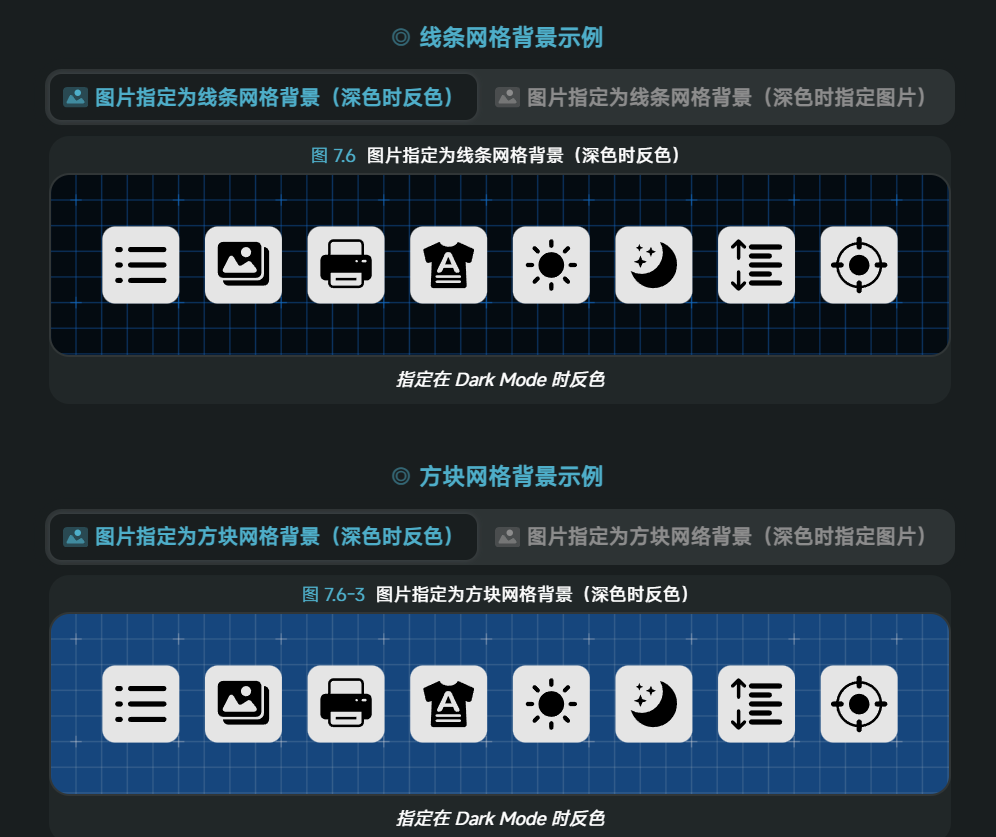 线条网格背景示例
图片指定为线条网格背景（深色时反色） 图片指定为线条网格背景（深色时指定图片）
图 7.6 图片指定为线条网格背景（深色时反色）
A
指定在 Dark Mode 时反色
方块网格背景示例
图片指定为方块网格背景（深色时反色） 图片指定为方块网络背景（深色时指定图片）
图 7.6-3 图片指定为方块网格背景（深色时反色）
A
指定在 Dark Mode 时反色